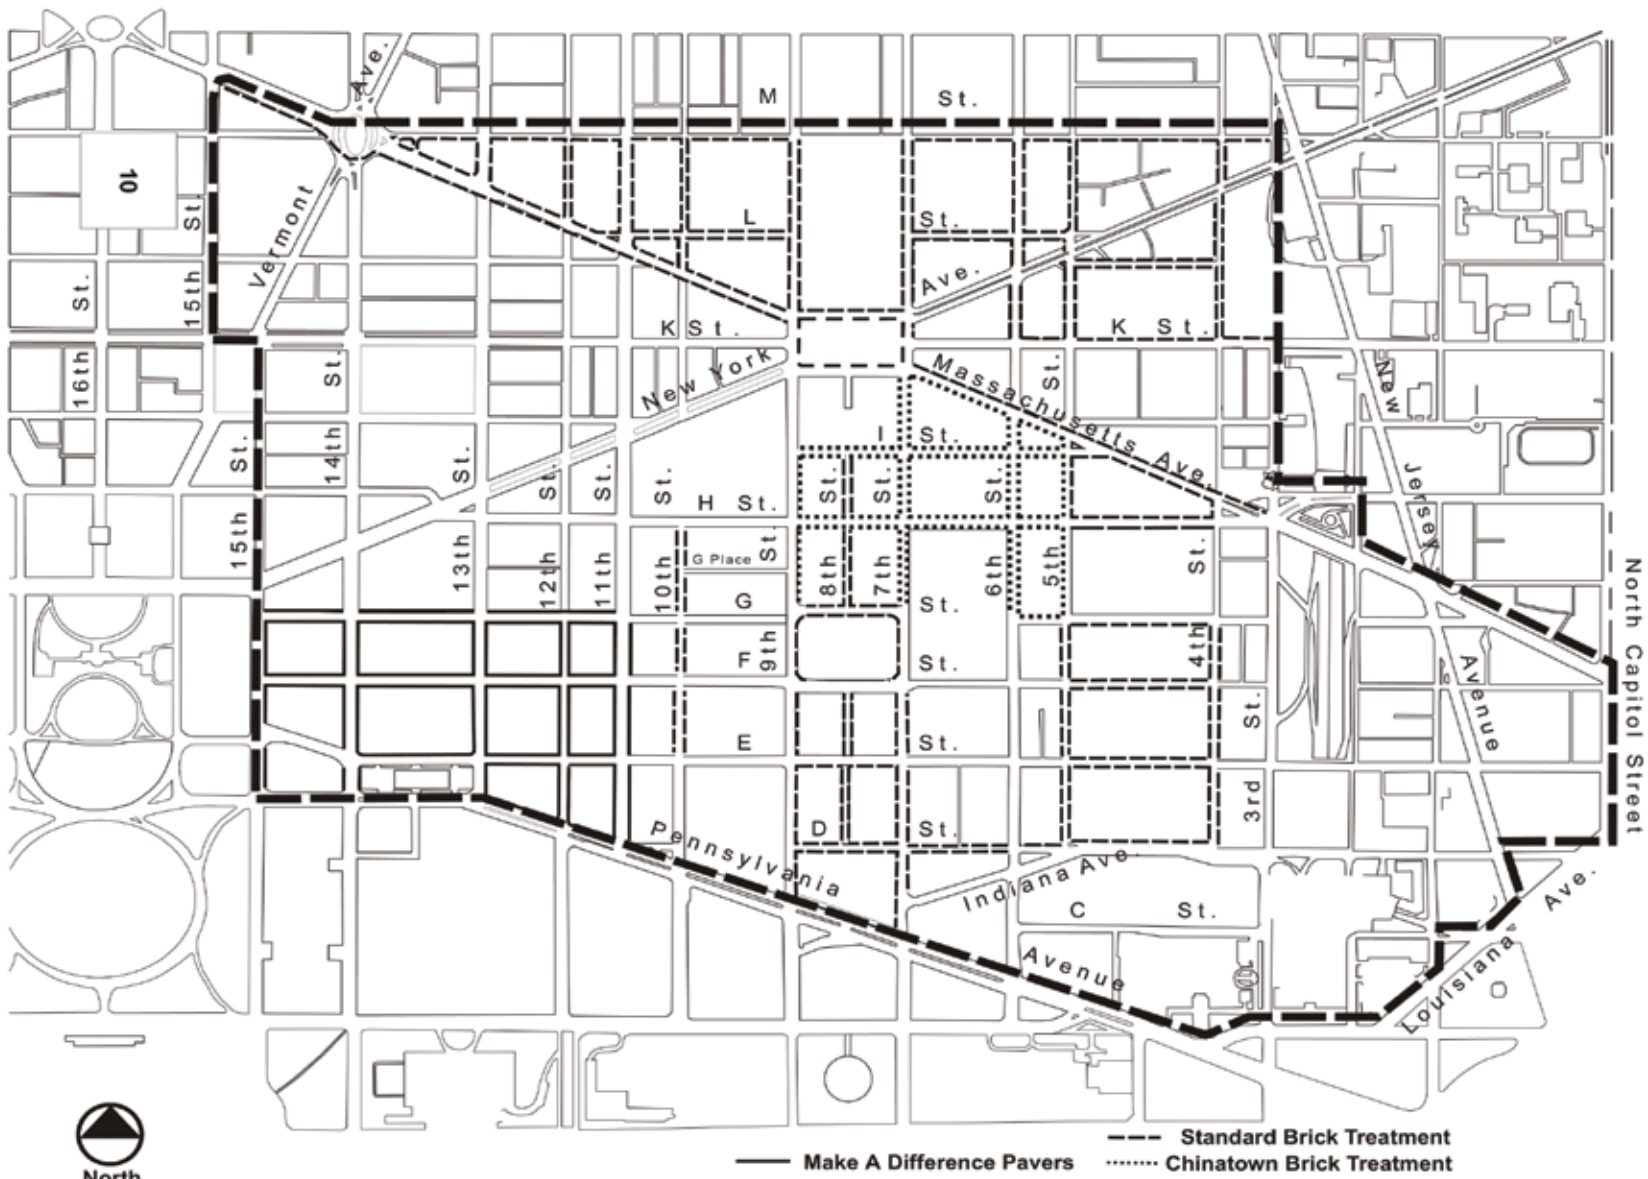 Ave.
M St.
10
15th St.
Vermont
L St.
Ave.
16th St.
K St.
K St.
New York
Massachusetts Ave.
St.
New Jersey Avenue
14th St.
15th St.
13th St.
12th St.
11th St.
10th St.
I St.
H St.
8th St.
7th St.
6th St.
5th
G Place
9th St.
G St.
4th St.
F St.
E St.
3rd St.
D St.
North Capitol Street
Pennsylvania Avenue
Indiana Ave.
C St.
Louisiana Ave.
10
North
Standard Brick Treatment
Make A Difference Pavers
Chinatown Brick Treatment